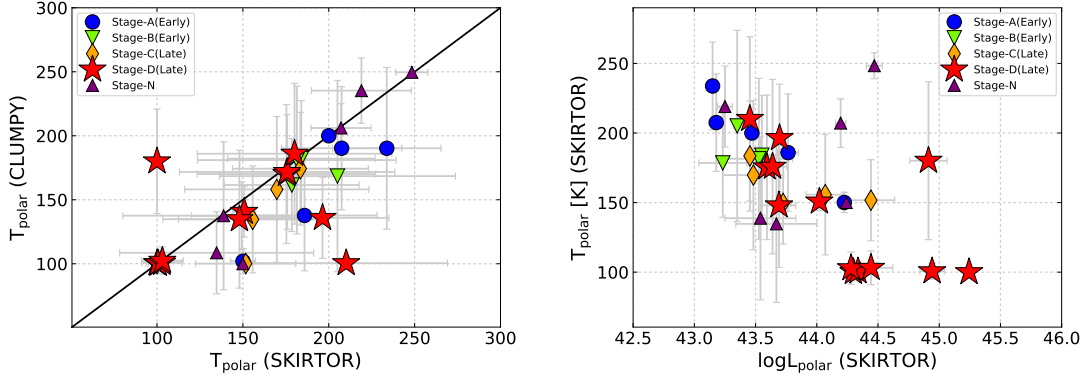 300
250
200
150
100
T_polar (CLUMPY)
Stage-A(Early)
Stage-B(Early)
Stage-C(Late)
Stage-D(Late)
Stage-N
100 150 200 250 300
T_polar (SKIRTOR)
250
200
150
100
T_polar [K] (SKIRTOR)
Stage-A(Early)
Stage-B(Early)
Stage-C(Late)
Stage-D(Late)
Stage-N
42.5 43.0 43.5 44.0 44.5 45.0 45.5 46.0
logL_polar (SKIRTOR)